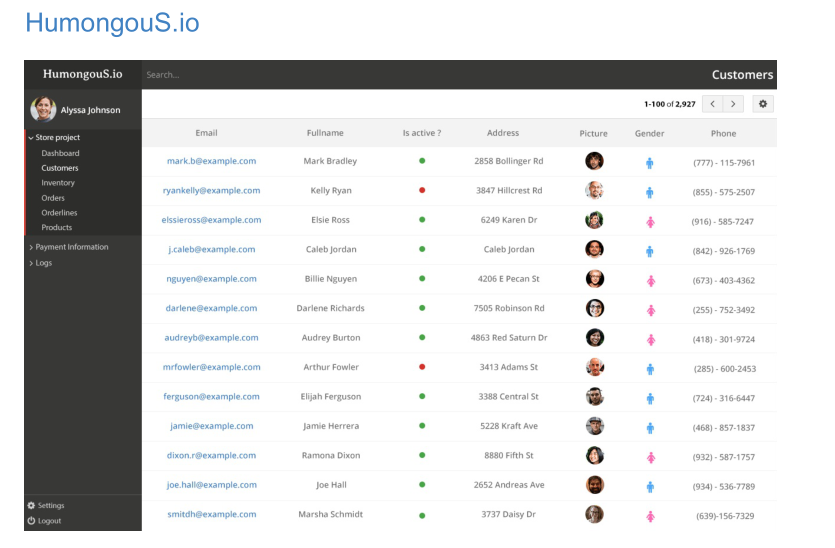 HumongouS.io
HumongouS.io Search... Customers
Alyssa Johnson
1-100 of 2,927
Store project
Dashboard
Customers
Inventory
Orders
Orderlines
Products
Payment Information
Logs
Settings
Logout
Email Fullname Is active ? Address Picture Gender Phone
mark.b@example.com Mark Bradley 2858 Bollinger Rd (777) - 115-7961
ryankelly@example.com Kelly Ryan 3847 Hillcrest Rd (855) - 575-2507
elssieross@example.com Elsie Ross 6249 Karen Dr (916) - 585-7247
j.caleb@example.com Caleb Jordan Caleb Jordan (842) - 926-1769
nguyen@example.com Billie Nguyen 4206 E Pecan St (673) - 403-4362
darlene@example.com Darlene Richards 7505 Robinson Rd (255) - 752-3492
audreyb@example.com Audrey Burton 4863 Red Saturn Dr (418) - 301-9724
mrfowler@example.com Arthur Fowler 3413 Adams St (285) - 600-2453
ferguson@example.com Elijah Ferguson 3388 Central St (724) - 316-6447
jamie@example.com Jamie Herrera 5228 Kraft Ave (468) - 857-1837
dixon.r@example.com Ramona Dixon 8880 Fifth St (932) - 587-1757
joe.hall@example.com Joe Hall 2652 Andreas Ave (934) - 536-7789
smitdh@example.com Marsha Schmidt 3737 Daisy Dr (639)-156-7329